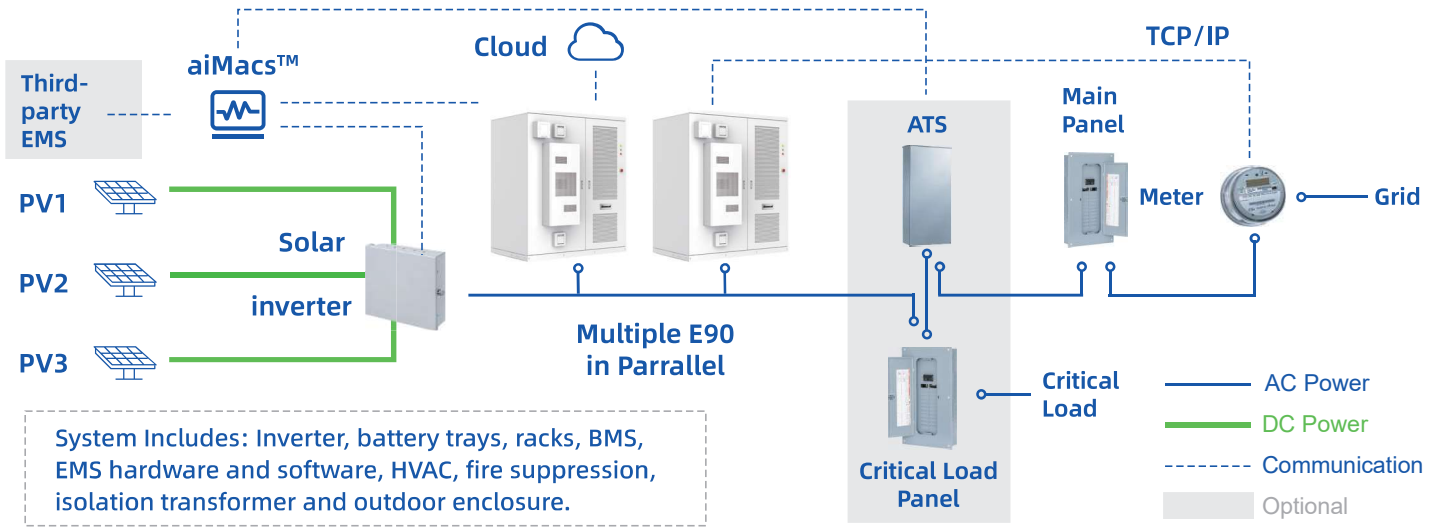 Cloud
TCP/IP
aiMacs™
Third-
party
EMS
Main
Panel
ATS
PV1
Meter
Grid
Solar
PV2
inverter
Multiple E90
in Parrallel
PV3
Critical
Load
AC Power
DC Power
System Includes: Inverter, battery trays, racks, BMS,
EMS hardware and software, HVAC, fire suppression,
isolation transformer and outdoor enclosure.
Critical Load
Panel
Communication
Optional